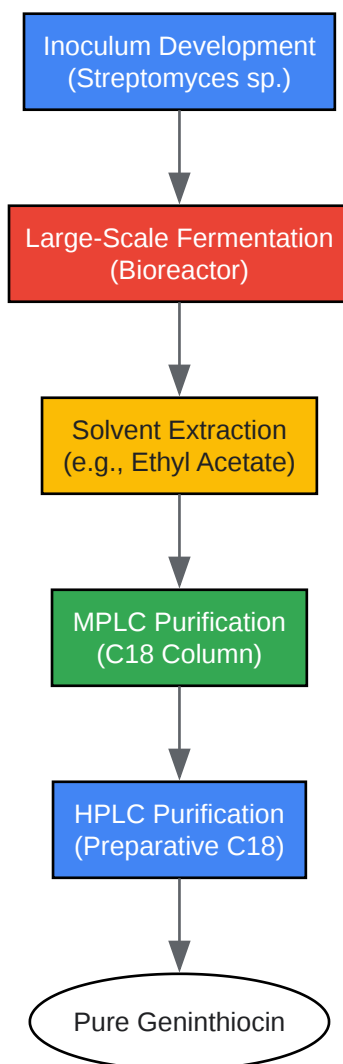 Inoculum Development
(Streptomyces sp.)
Large-Scale Fermentation
(Bioreactor)
Solvent Extraction
(e.g., Ethyl Acetate)
MPLC Purification
(C18 Column)
HPLC Purification
(Preparative C18)
Pure Geninthiocin